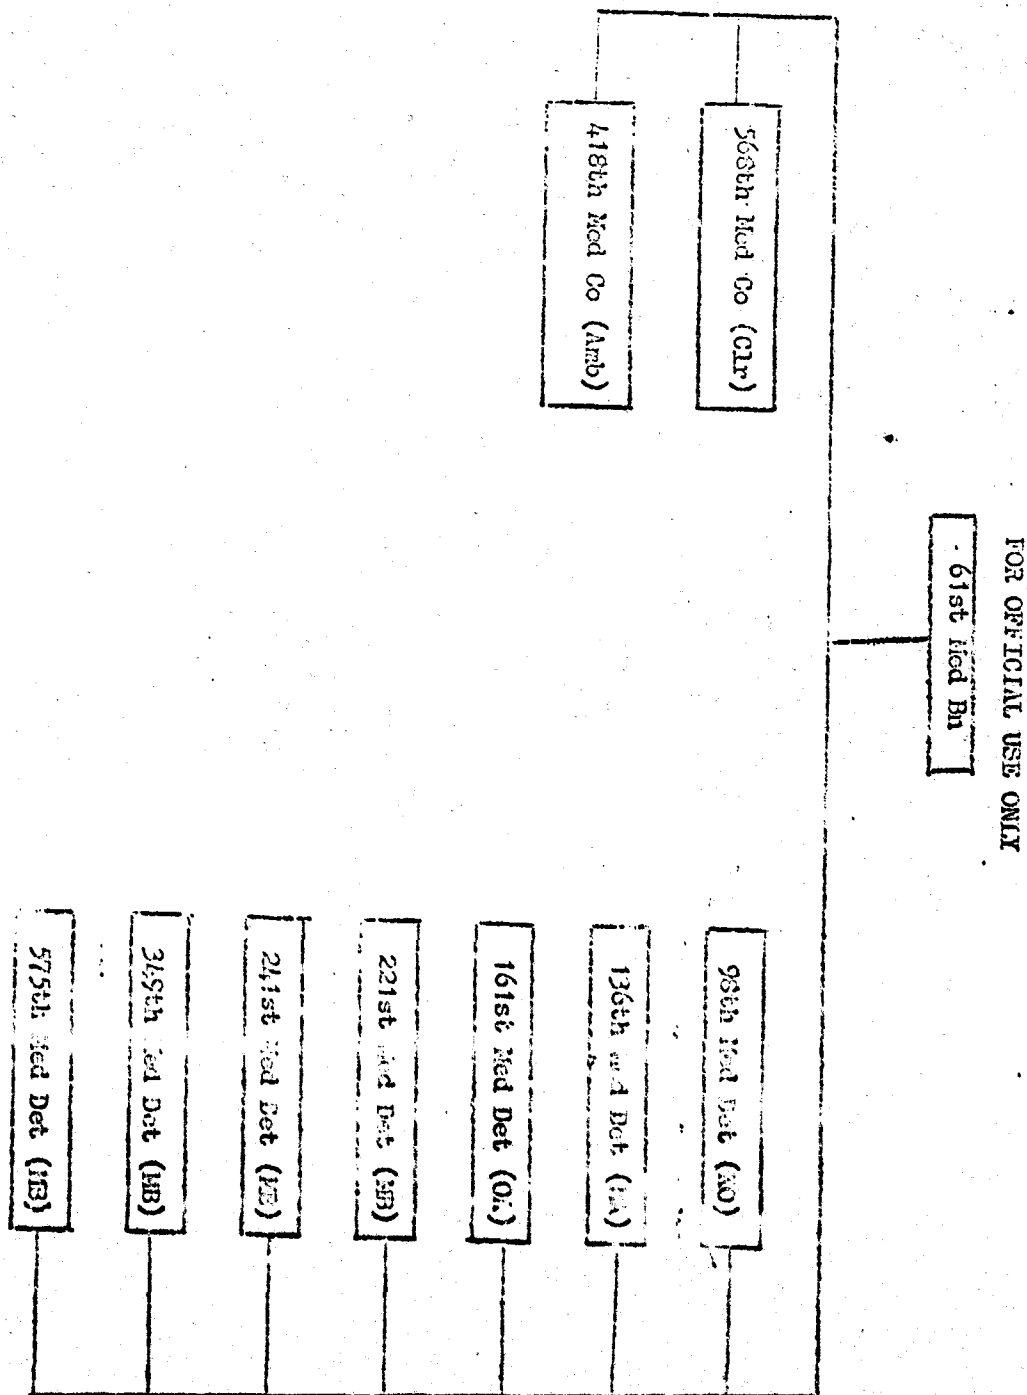 FOR OFFICIAL USE ONLY
61st Med Bn
568th Med Co (Clr)
418th Med Co (Amb)
98th Med Det
136th Med Det
161st Med Det
221st Med Det (MB)
241st Med Det
349th Med Det (MB)
575th Med Det (MB)